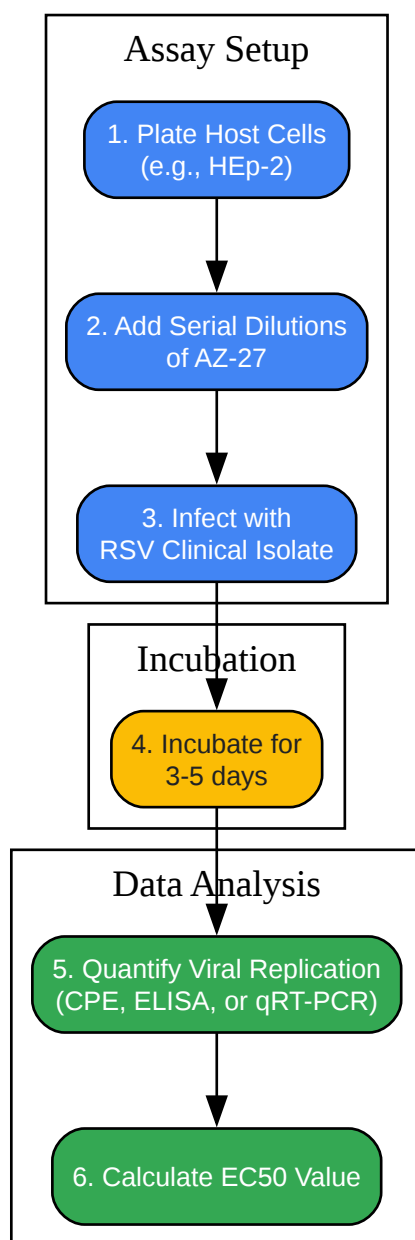 Assay Setup
1. Plate Host Cells
(e.g., HEp-2)
2. Add Serial Dilutions
of AZ-27
3. Infect with
RSV Clinical Isolate
Incubation
4. Incubate for
3-5 days
Data Analysis
5. Quantify Viral Replication
(CPE, ELISA, or qRT-PCR)
6. Calculate EC50 Value